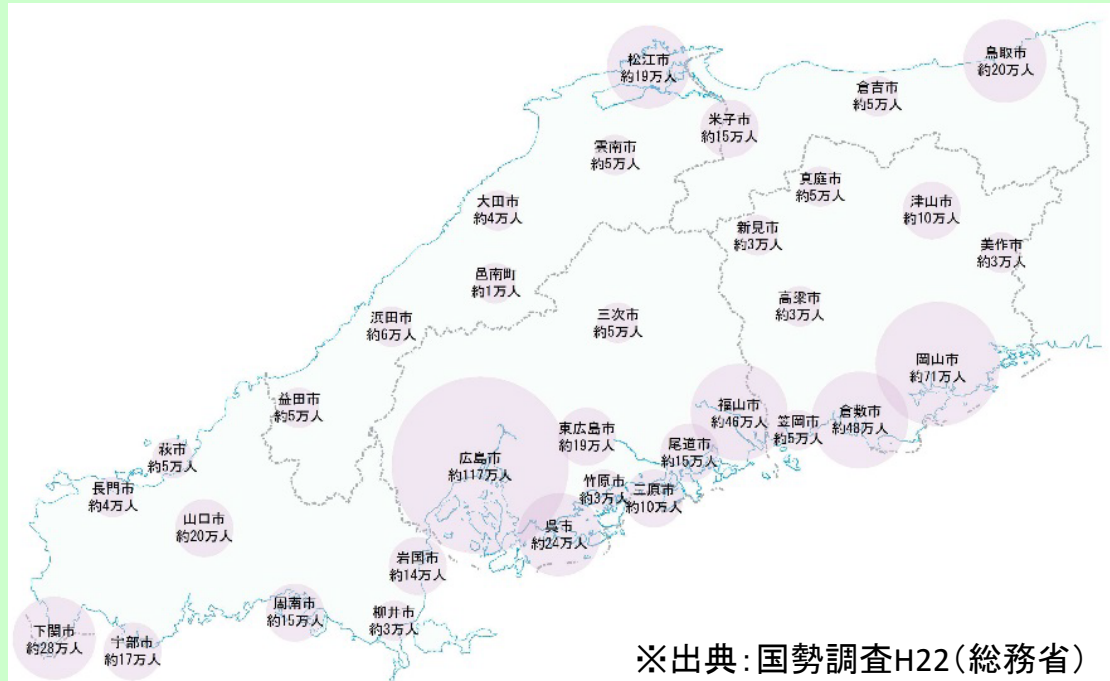 松江市
約19万人
鳥取市
約20万人
倉吉市
約5万人
米子市
約15万人
雲南市
約5万人
真庭市
約5万人
津山市
約10万人
大田市
約4万人
新見市
約3万人
美作市
約3万人
邑南町
約1万人
高梁市
約3万人
浜田市
約6万人
三次市
約5万人
岡山市
約71万人
益田市
約5万人
福山市
約46万人
笠岡市
約5万人
倉敷市
約48万人
東広島市
約19万人
尾道市
約15万人
広島市
約117万人
萩市
約5万人
長門市
約4万人
竹原市
約3万人
三原市
約10万人
山口市
約20万人
呉市
約24万人
岩国市
約14万人
周南市
約15万人
柳井市
約3万人
下関市
約28万人
宇部市
約17万人
※出典：国勢調査H22（総務省）